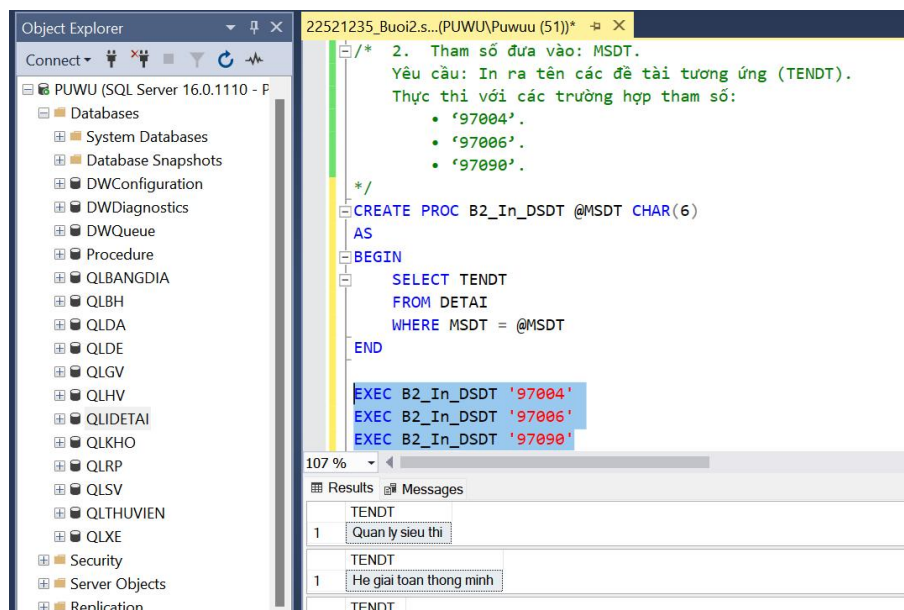 Object Explorer
Connect
PUWU (SQL Server 16.0.1110 - P
Databases
System Databases
Database Snapshots
DWConfiguration
DWDiagnostics
DWQueue
Procedure
QLBANGDIA
QLBH
QLDA
QLDE
QLGV
QLHV
QLIDETAI
QLKHO
QLRP
QLSV
QLTHUVIEN
QLXE
Security
Server Objects
Replication
22521235_Buoi2.s...(PUWU\Puwuu (51))*
/* 2. Tham số đưa vào: MSDT.
Yêu cầu: In ra tên các đề tài tương ứng (TENDT).
Thực thi với các trường hợp tham số:
• ‘97004’.
• ‘97006’.
• ‘97090’.
*/
CREATE PROC B2_In_DSDT @MSDT CHAR(6)
AS
BEGIN
SELECT TENDT
FROM DETAI
WHERE MSDT = @MSDT
END
EXEC B2_In_DSDT '97004'
EXEC B2_In_DSDT '97006'
EXEC B2_In_DSDT '97090'
107 %
Results Messages
TENDT
1 Quan ly sieu thi
TENDT
1 He giai toan thong minh
TENDT